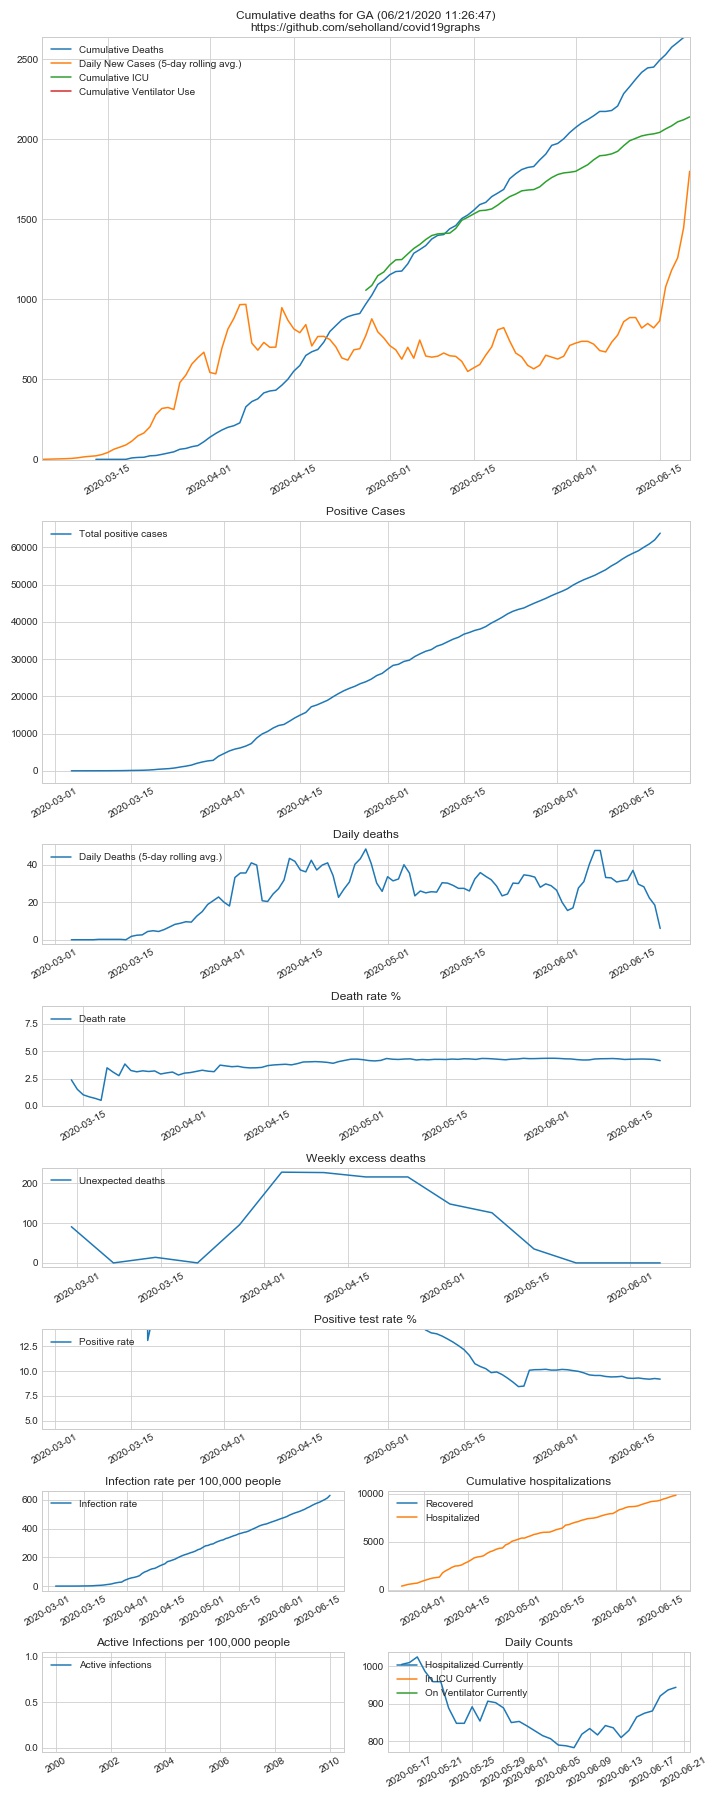 Cumulative deaths for GA (06/21/2020 11:26:47)
https://github.com/seholland/covid19graphs
Cumulative Deaths
Daily New Cases (5-day rolling avg.)
Cumulative ICU
Cumulative Ventilator Use
2500
2000
1500
1000
500
0
2020-03-15 2020-04-01 2020-04-15 2020-05-01 2020-05-15 2020-06-01 2020-06-15
Positive Cases
Total positive cases
60000
50000
40000
30000
20000
10000
0
2020-03-01 2020-03-15 2020-04-01 2020-04-15 2020-05-01 2020-05-15 2020-06-01 2020-06-15
Daily deaths
Daily Deaths (5-day rolling avg.)
40
20
0
2020-03-01 2020-03-15 2020-04-01 2020-04-15 2020-05-01 2020-05-15 2020-06-01 2020-06-15
Death rate %
Death rate
7.5
5.0
2.5
0.0
2020-03-15 2020-04-01 2020-04-15 2020-05-01 2020-05-15 2020-06-01 2020-06-15
Weekly excess deaths
Unexpected deaths
200
100
0
2020-03-01 2020-03-15 2020-04-01 2020-04-15 2020-05-01 2020-05-15 2020-06-01
Positive test rate %
Positive rate
12.5
10.0
7.5
5.0
2020-03-01 2020-03-15 2020-04-01 2020-04-15 2020-05-01 2020-05-15 2020-06-01 2020-06-15
Infection rate per 100,000 people
Infection rate
600
400
200
0
2020-03-01 2020-03-15 2020-04-01 2020-04-15 2020-05-01 2020-05-15 2020-06-01 2020-06-15
Cumulative hospitalizations
Recovered
Hospitalized
10000
5000
0
2020-04-01 2020-04-15 2020-05-01 2020-05-15 2020-06-01 2020-06-15
Active Infections per 100,000 people
Active infections
1.0
0.5
0.0
2000 2002 2004 2006 2008 2010
Daily Counts
Hospitalized Currently
In ICU Currently
On Ventilator Currently
1000
900
800
2020-05-17 2020-05-21 2020-05-25 2020-05-29 2020-06-01 2020-06-05 2020-06-09 2020-06-13 2020-06-17 2020-06-21